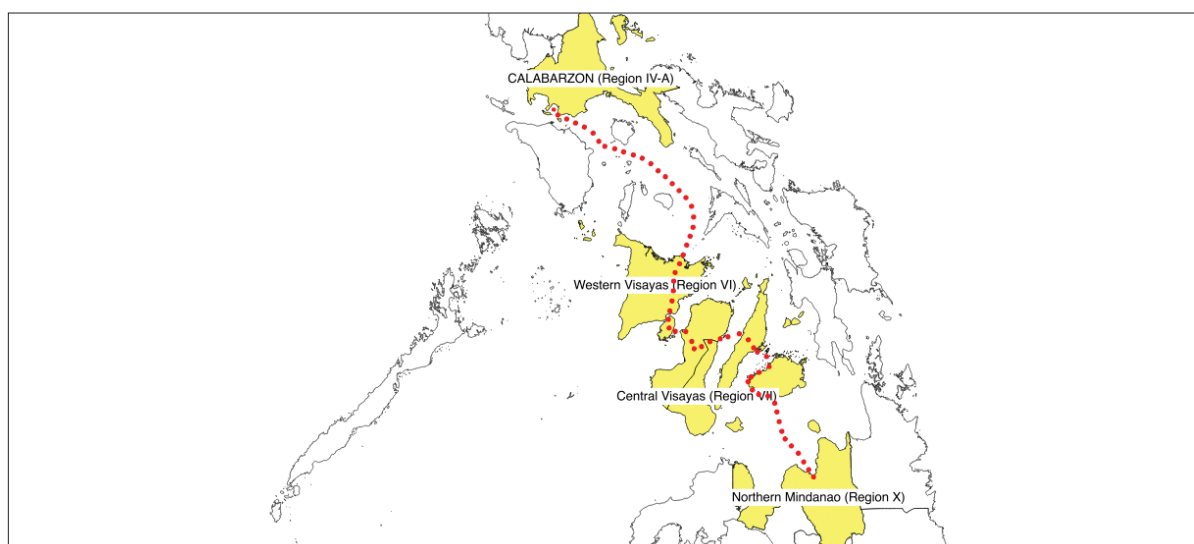 CALABARZON (Region IV-A)
Western Visayas (Region VI)
Central Visayas (Region VII)
Northern Mindanao (Region X)